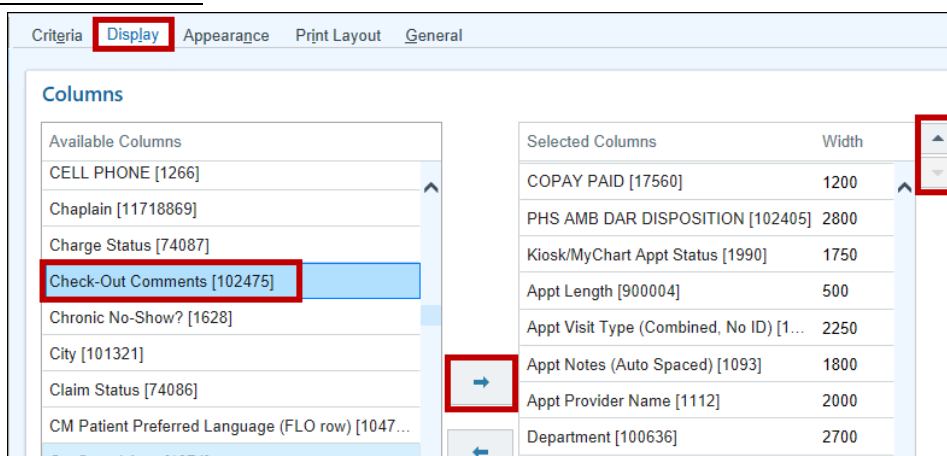 Criteria Display Appearance Print Layout General
Columns
Available Columns
CELL PHONE [1266]
Chaplain [11718869]
Charge Status [74087]
Check-Out Comments [102475]
Chronic No-Show? [1628]
City [101321]
Claim Status [74086]
CM Patient Preferred Language (FLO row) [1047...
Selected Columns Width
COPAY PAID [17560] 1200
PHS AMB DAR DISPOSITION [102405] 2800
Kiosk/MyChart Appt Status [1990] 1750
Appt Length [900004] 500
Appt Visit Type (Combined, No ID) [1... 2250
Appt Notes (Auto Spaced) [1093] 1800
Appt Provider Name [1112] 2000
Department [100636] 2700